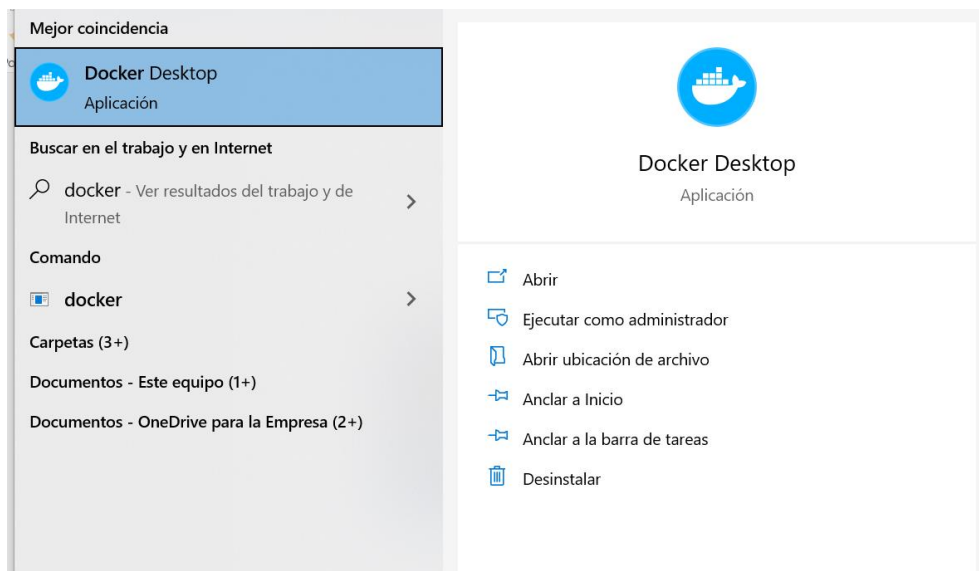 Mejor coincidencia
Docker Desktop
Aplicación
Buscar en el trabajo y en Internet
docker - Ver resultados del trabajo y de
Internet
Comando
docker
Carpetas (3+)
Documentos - Este equipo (1+)
Documentos - OneDrive para la Empresa (2+)
Docker Desktop
Aplicación
Abrir
Ejecutar como administrador
Abrir ubicación de archivo
Anclar a Inicio
Anclar a la barra de tareas
Desinstalar